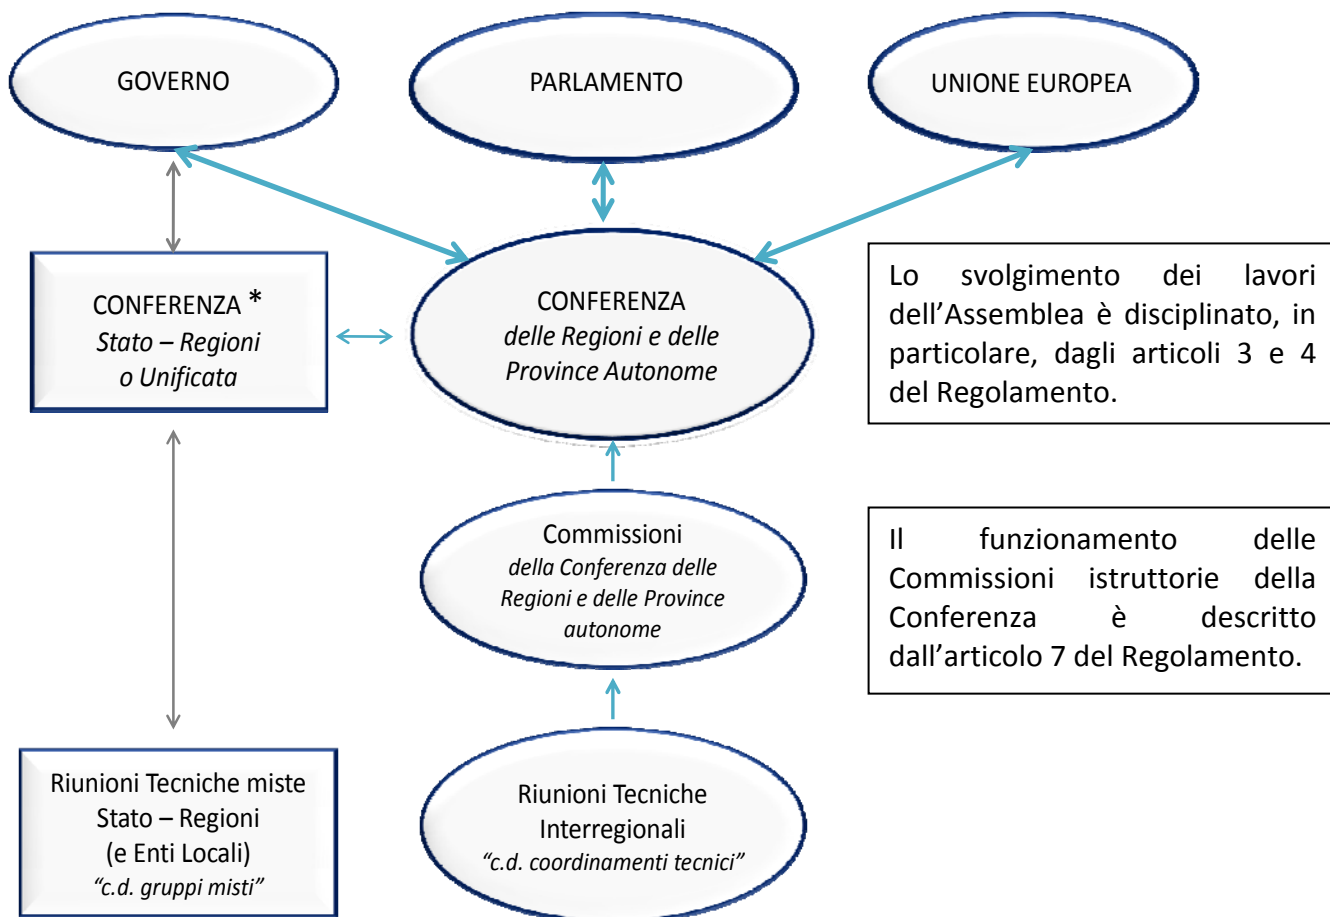 GOVERNO
PARLAMENTO
UNIONE EUROPEA
CONFERENZA *
Stato – Regioni
o Unificata
CONFERENZA
delle Regioni e delle
Province Autonome
Lo svolgimento dei lavori
dell’Assemblea è disciplinato, in
particolare, dagli articoli 3 e 4
del Regolamento.
Commissioni
della Conferenza delle
Regioni e delle Province
autonome
Il funzionamento delle
Commissioni istruttorie della
Conferenza è descritto
dall’articolo 7 del Regolamento.
Riunioni Tecniche miste
Stato – Regioni
(e Enti Locali)
“c.d. gruppi misti”
Riunioni Tecniche
Interregionali
“c.d. coordinamenti tecnici”